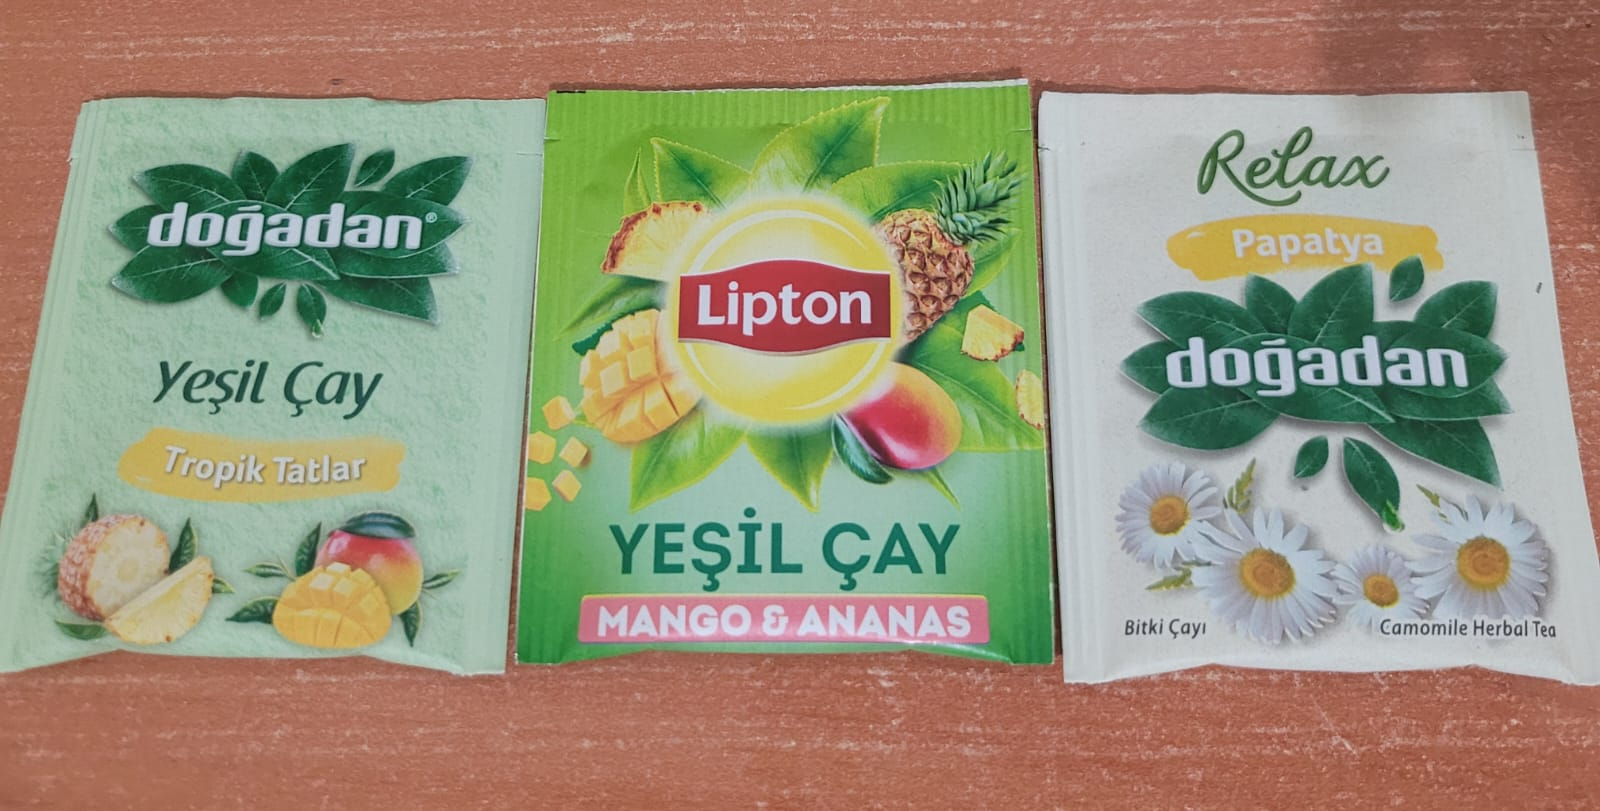 doğadan®
Yeşil Çay
Tropik Tatlar
Lipton
YEŞİL ÇAY
MANGO & ANANAS
Relax
Papatya
doğadan
Bitki Çayı
Camomile Herbal Tea